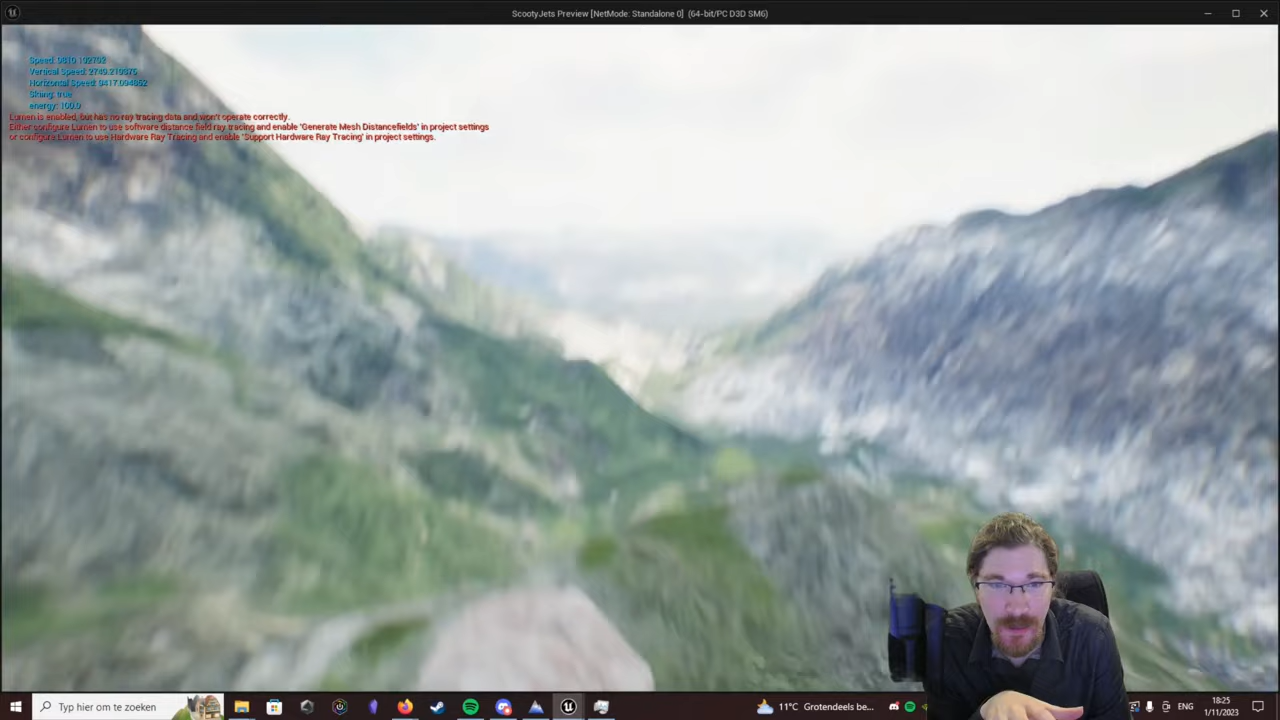 ScootyJets Preview [NetMode: Standalone 0] (64-bit/PC D3D SM6)
Speed: 9810.102702
Vertical Speed: 2749.219375
Horizontal Speed: 9417.094862
Skiing: true
energy: 100.0
Lumen is enabled, but has no ray tracing data and won't operate correctly.
Either configure Lumen to use software distance field ray tracing and enable 'Generate Mesh Distancefields' in project settings
or configure Lumen to use Hardware Ray Tracing and enable 'Support Hardware Ray Tracing' in project settings.
Typ hier om te zoeken
11°C Grotendeels be...
ENG
18:25
1/11/2023